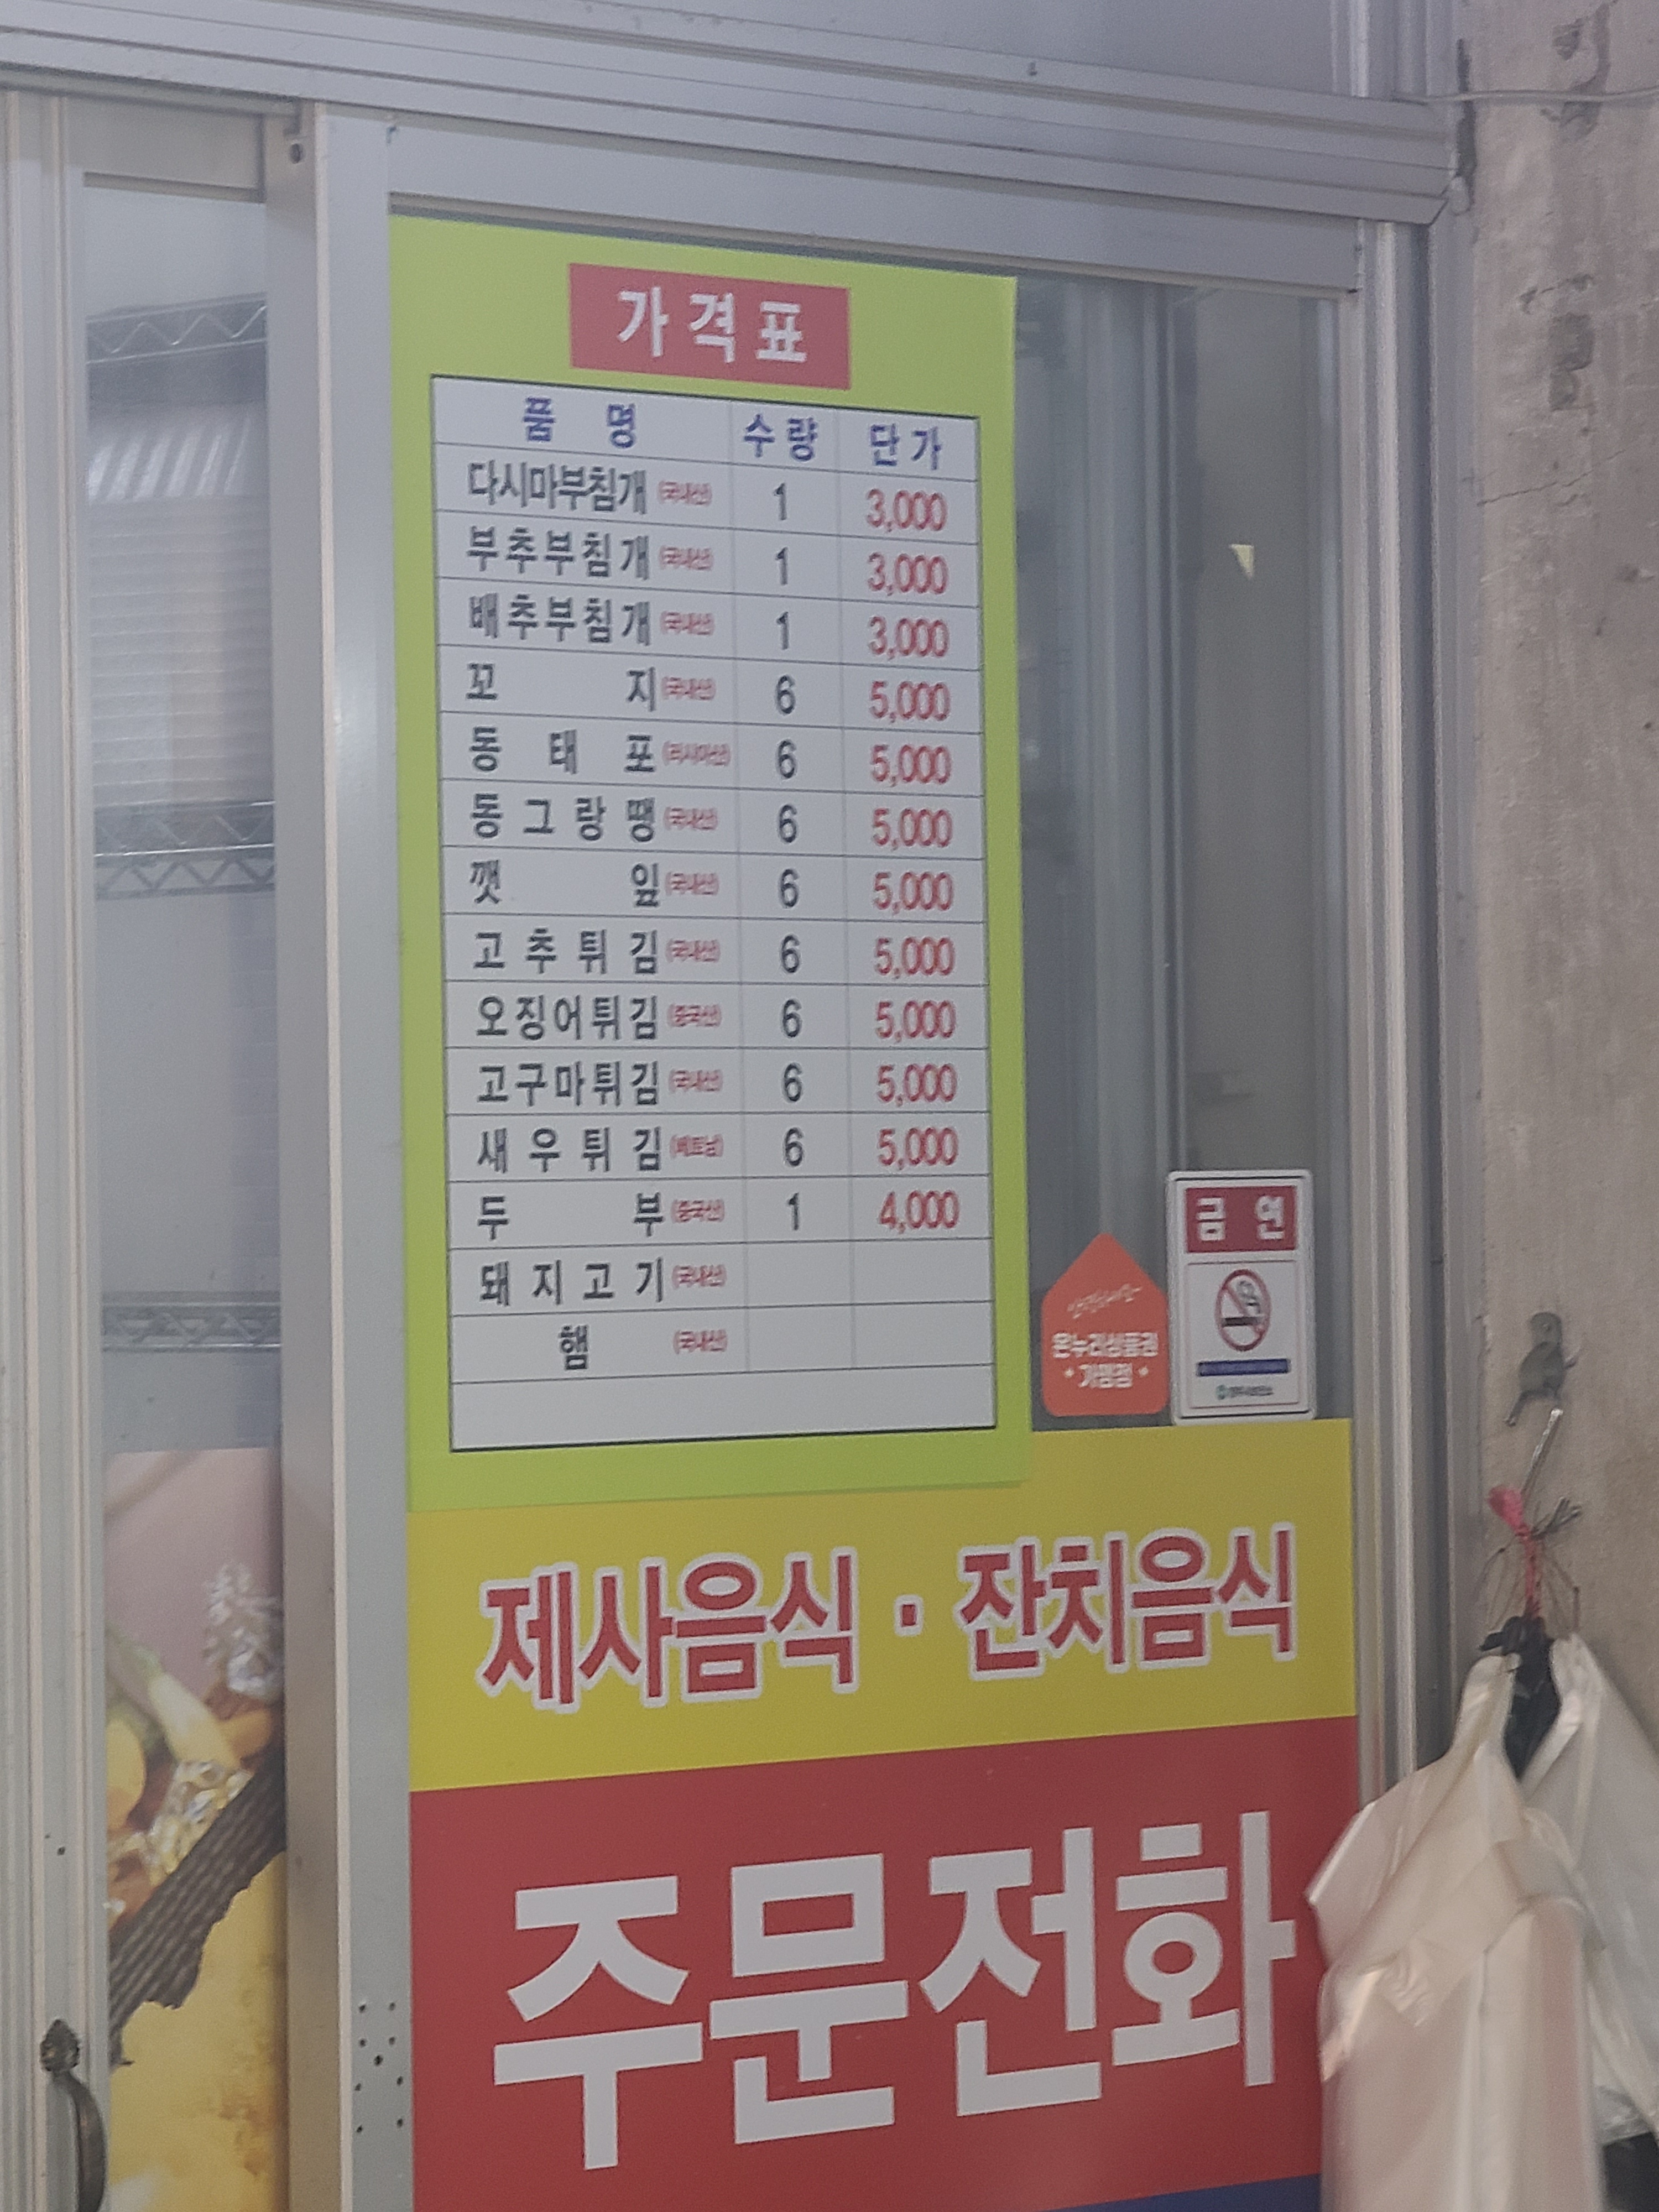 가격표
품명 수량 단가
다시마부침개 (국내산) 1 3,000
부추부침개 (국내산) 1 3,000
배추부침개 (국내산) 1 3,000
꼬지 (국내산) 6 5,000
동태포 (러시아산) 6 5,000
동그랑땡 (국내산) 6 5,000
깻잎 (국내산) 6 5,000
고추튀김 (국내산) 6 5,000
오징어튀김 (중국산) 6 5,000
고구마튀김 (국내산) 6 5,000
새우튀김 (베트남) 6 5,000
두부 (중국산) 1 4,000
돼지고기 (국내산)
햄 (국내산)
금연
온누리상품권
가맹점
제사음식 · 잔치음식
주문전화